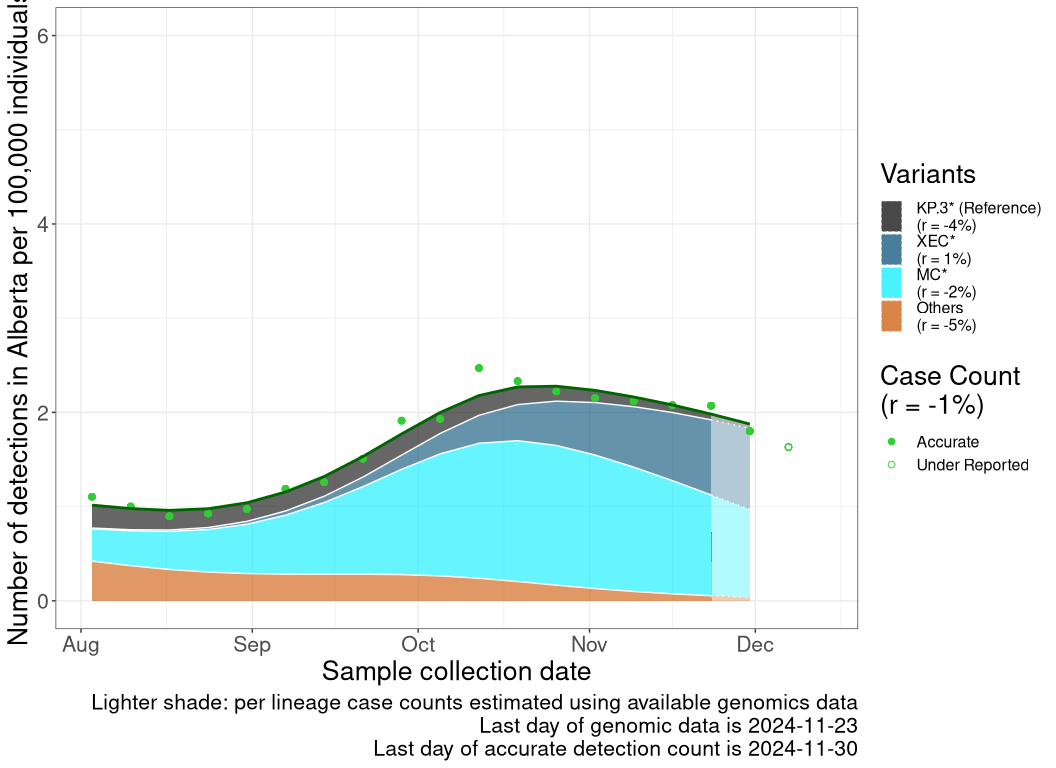 Number of detections in Alberta per 100,000 individuals
6
4
2
0
Aug Sep Oct Nov Dec
Sample collection date
Lighter shade: per lineage case counts estimated using available genomics data
Last day of genomic data is 2024-11-23
Last day of accurate detection count is 2024-11-30
Variants
KP.3* (Reference)
(r = -4%)
XEC*
(r = 1%)
MC*
(r = -2%)
Others
(r = -5%)
Case Count
(r = -1%)
Accurate
Under Reported